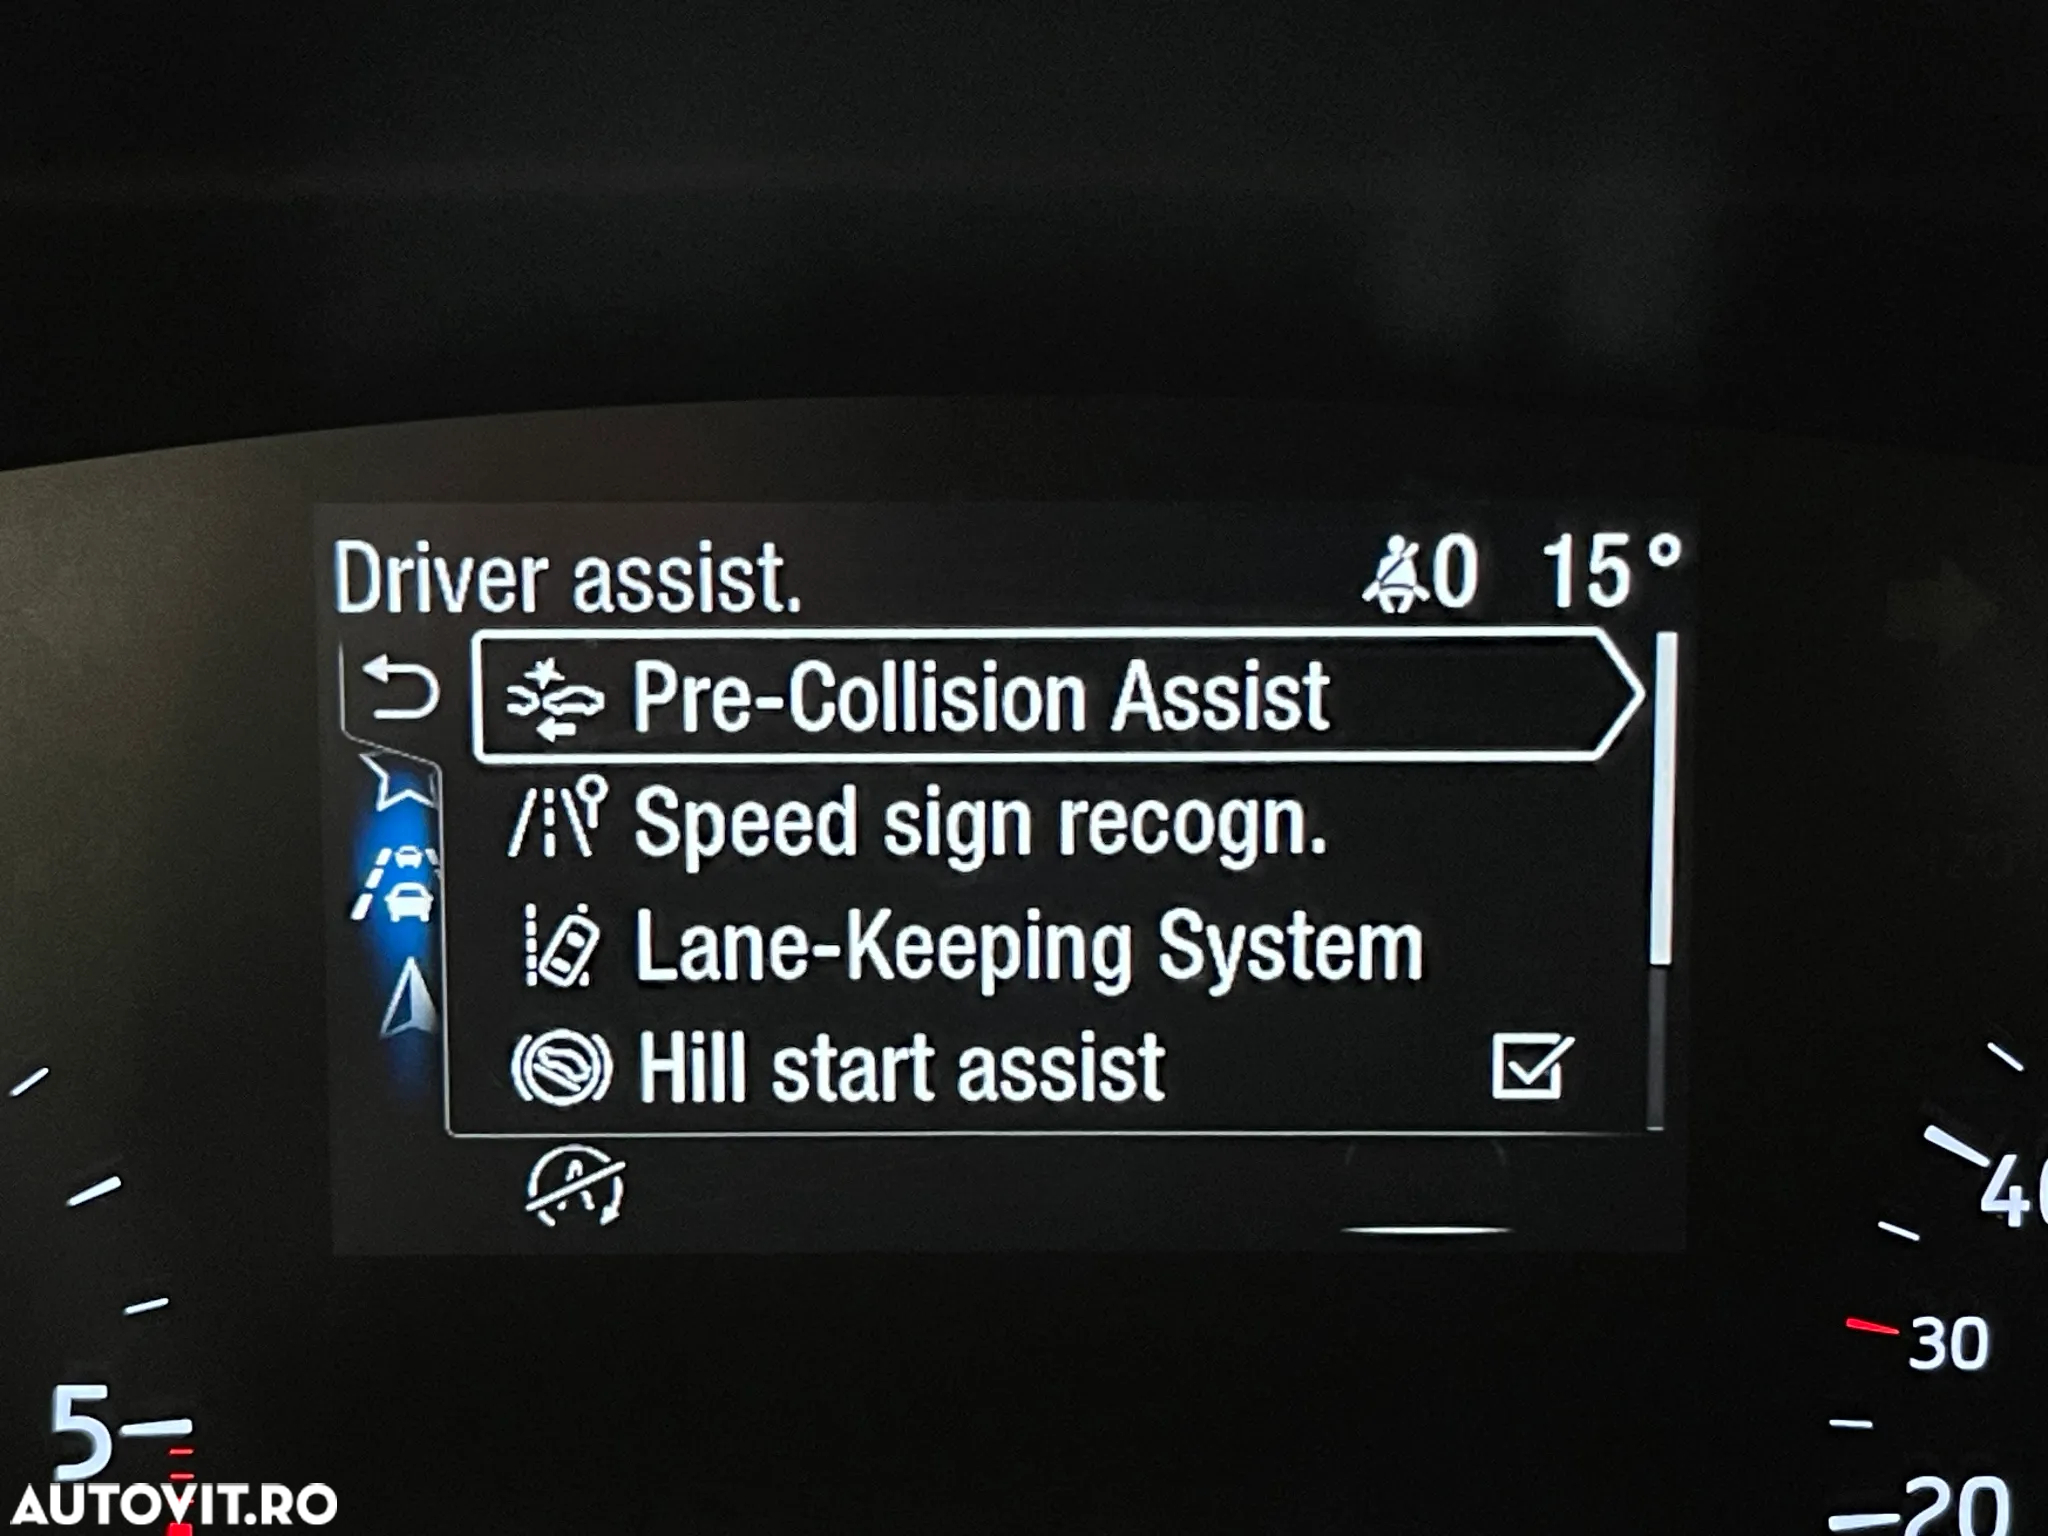 Driver assist.
0 15°
Pre-Collision Assist
Speed sign recogn.
Lane-Keeping System
Hill start assist
A
40
30
5
20
AUTOVIT.RO